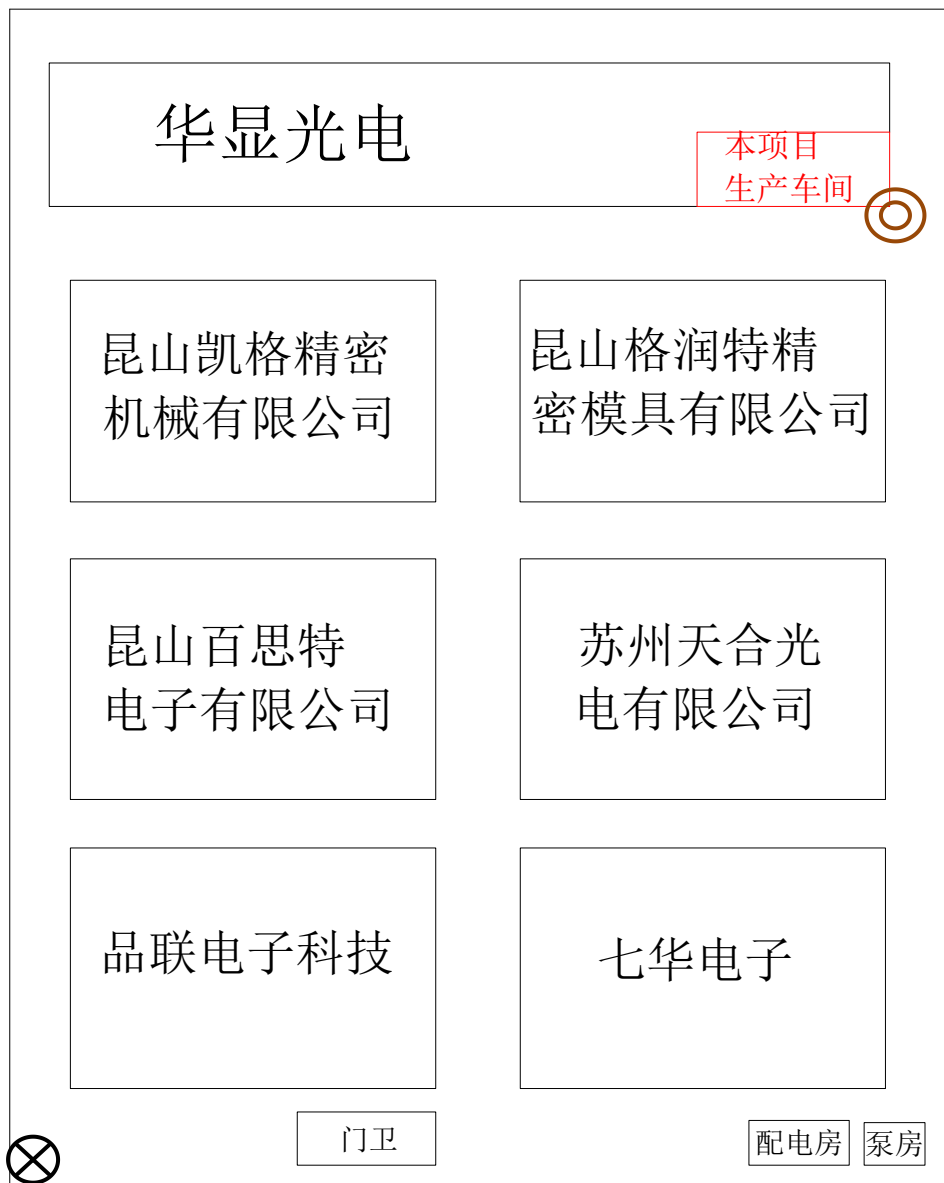 华显光电
本项目
生产车间
昆山凯格精密
机械有限公司
昆山格润特精
密模具有限公司
昆山百思特
电子有限公司
苏州天合光
电有限公司
品联电子科技
七华电子
门卫
配电房
泵房